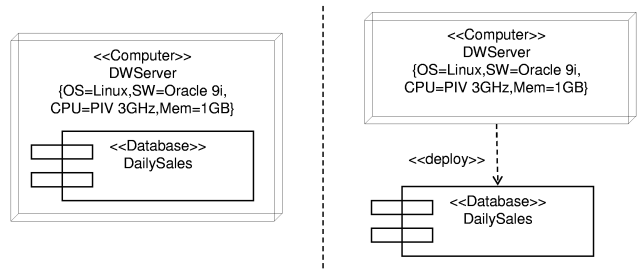 <<Computer>>
DWServer
{OS=Linux,SW=Oracle 9i,
CPU=PIV 3GHz,Mem=1GB}
<<Database>>
DailySales
<<Computer>>
DWServer
{OS=Linux,SW=Oracle 9i,
CPU=PIV 3GHz,Mem=1GB}
<<deploy>>
<<Database>>
DailySales